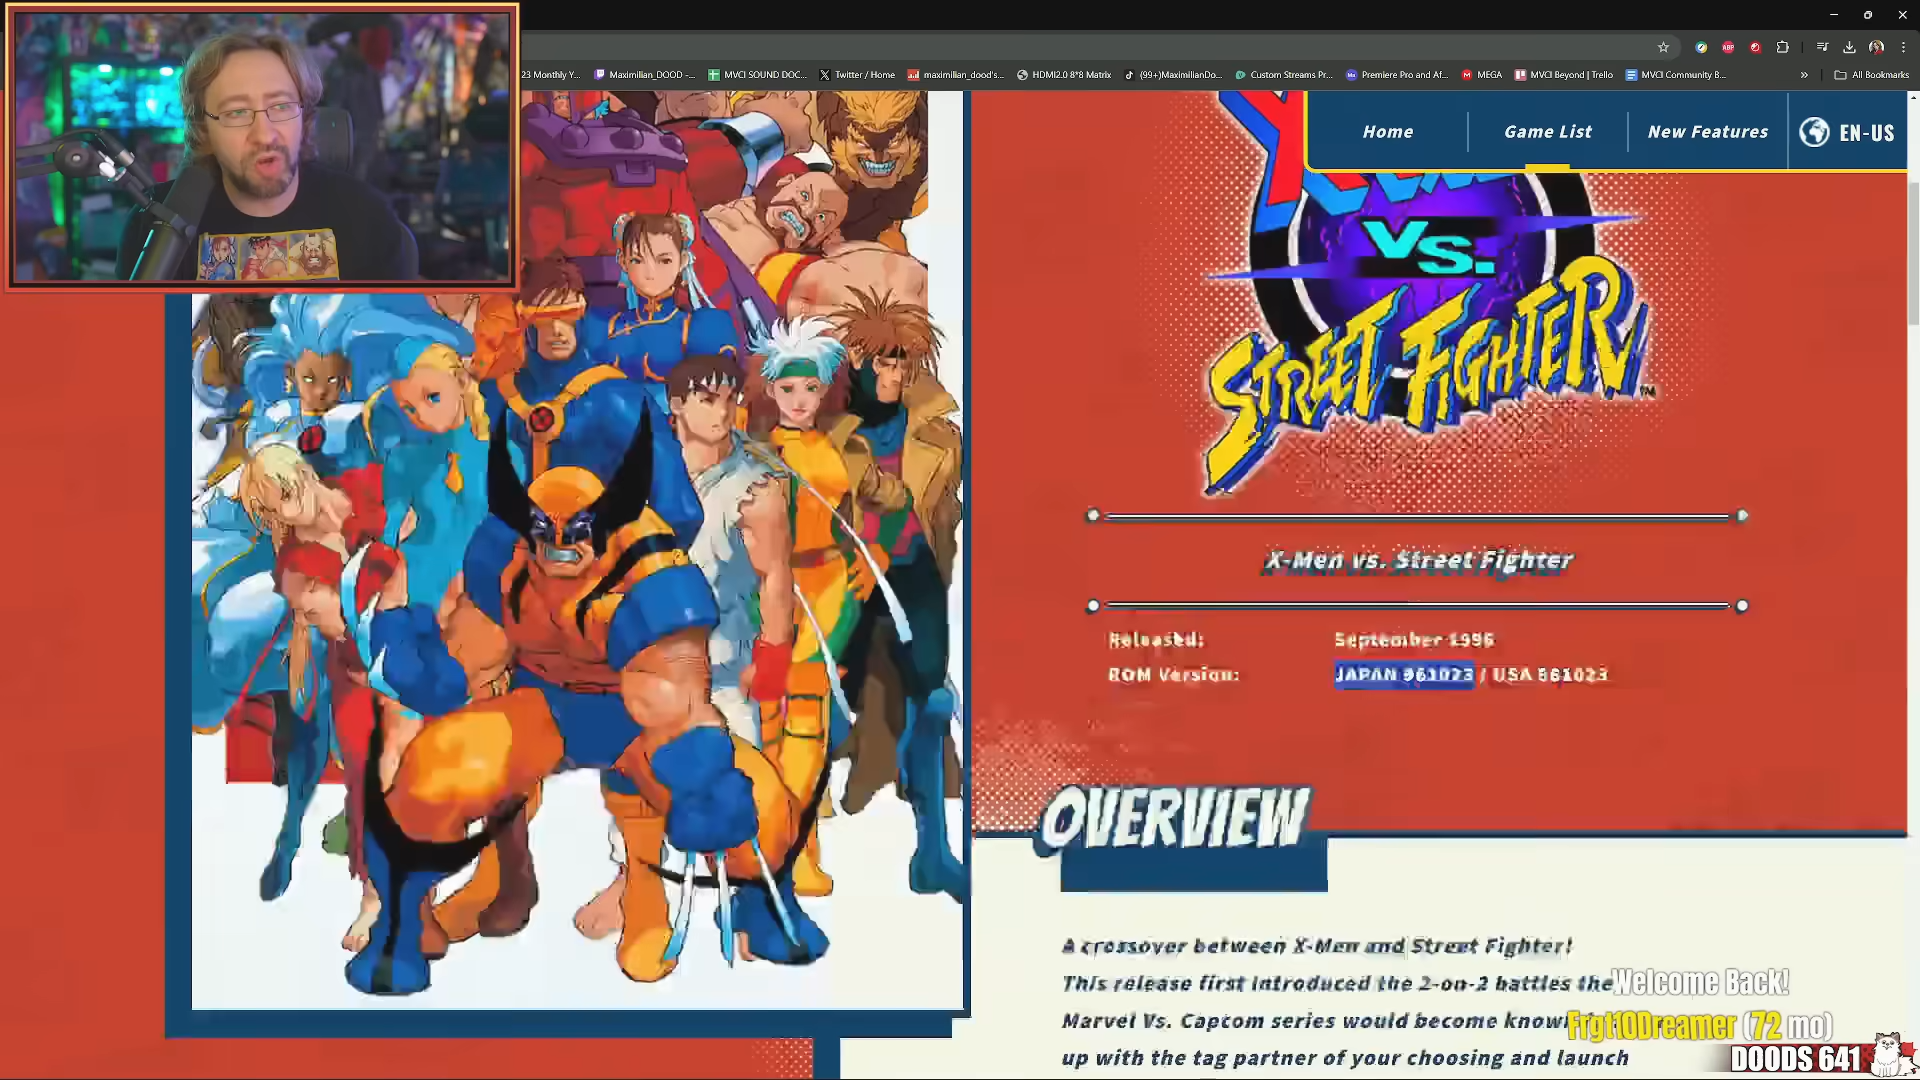 23 Monthly Y...
Maximilian_DOOD -...
MVCI SOUND DOC...
Twitter / Home
maximilian_dood's...
HDMI2.0 8*8 Matrix
(99+)MaximilianDo...
Custom Streams Pr...
Premiere Pro and Af...
MEGA
MVCI Beyond | Trello
MVCI Community B...
»
All Bookmarks
Home
Game List
New Features
EN-US
VS.
STREET FIGHTER
TM
X-Men vs. Street Fighter
Released: September 1996
ROM Version: JAPAN 961023 / USA 961023
OVERVIEW
A crossover between X-Men and Street Fighter!
This release first introduced the 2-on-2 battles the
Marvel Vs. Capcom series would become know
up with the tag partner of your choosing and launch
Welcome Back!
Frgt10Dreamer (72 mo)
DOODS 641